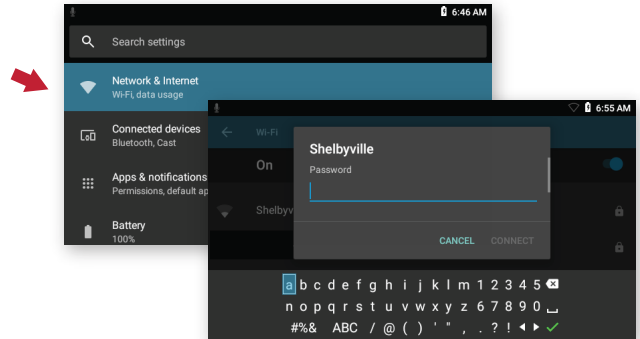 6:46 AM
Search settings
Network & Internet
Wi-Fi, data usage
Connected devices
Bluetooth, Cast
Apps & notifications
Permissions, default ap
Battery
100%
6:55 AM
Wi-Fi
On
Shelbyv
Shelbyville
Password
CANCEL CONNECT
a b c d e f g h i j k l m 1 2 3 4 5
n o p q r s t u v w x y z 6 7 8 9 0
#%& ABC / @ ( ) ' " , . ? !